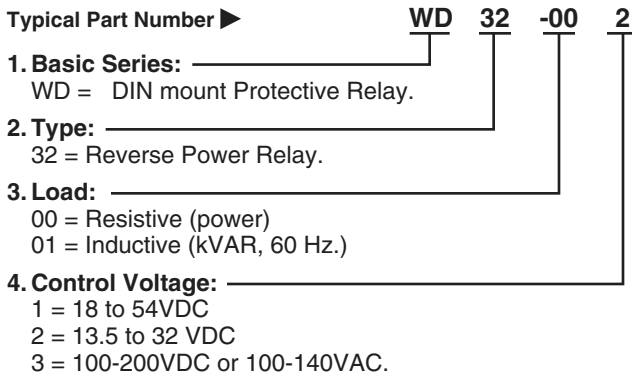 Typical Part Number ▶ WD 32 -00 2
1. Basic Series:
WD = DIN mount Protective Relay.
2. Type:
32 = Reverse Power Relay.
3. Load:
00 = Resistive (power)
01 = Inductive (kVAR, 60 Hz.)
4. Control Voltage:
1 = 18 to 54VDC
2 = 13.5 to 32 VDC
3 = 100-200VDC or 100-140VAC.